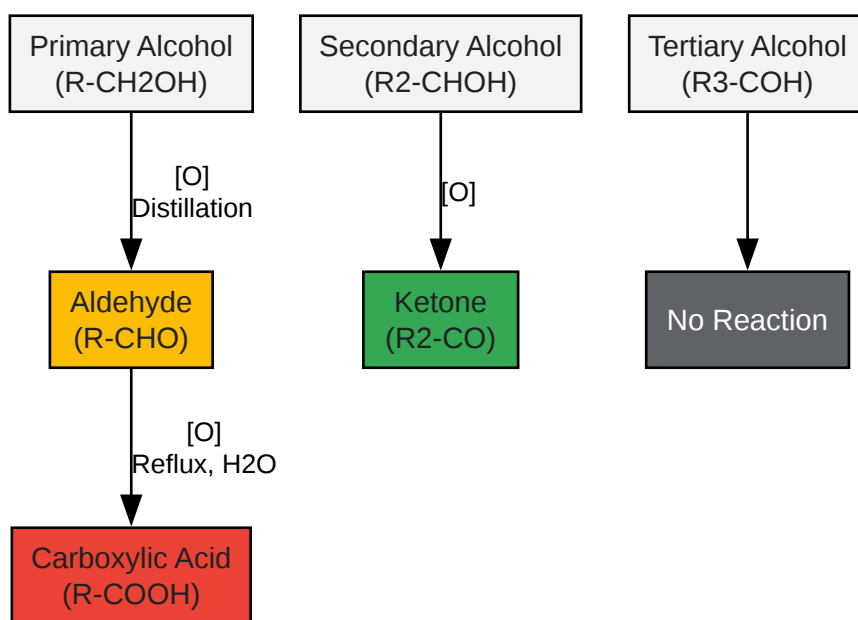 Primary Alcohol
(R-CH2OH)
Secondary Alcohol
(R2-CHOH)
Tertiary Alcohol
(R3-COH)
[O]
Distillation
[O]
Aldehyde
(R-CHO)
Ketone
(R2-CO)
No Reaction
[O]
Reflux, H2O
Carboxylic Acid
(R-COOH)